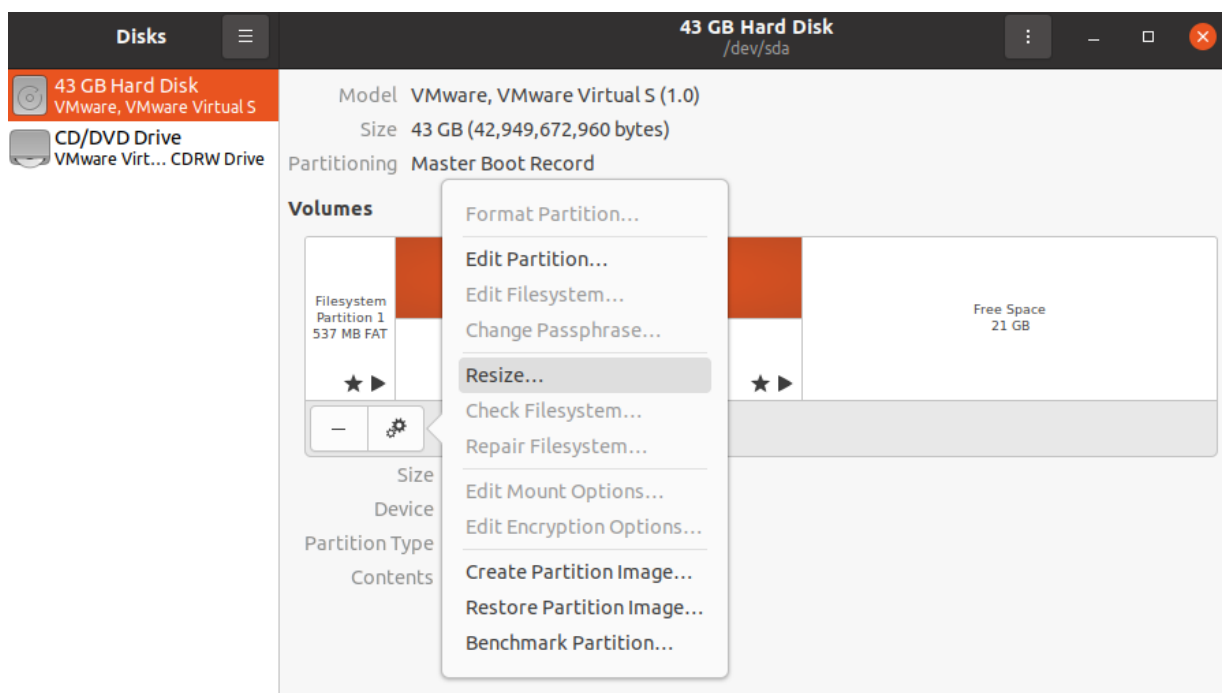 Disks
43 GB Hard Disk
/dev/sda
43 GB Hard Disk
VMware, VMware Virtual S
CD/DVD Drive
VMware Virt... CDRW Drive
Model VMware, VMware Virtual S (1.0)
Size 43 GB (42,949,672,960 bytes)
Partitioning Master Boot Record
Volumes
Filesystem
Partition 1
537 MB FAT
Free Space
21 GB
Size
Device
Partition Type
Contents
Format Partition...
Edit Partition...
Edit Filesystem...
Change Passphrase...
Resize...
Check Filesystem...
Repair Filesystem...
Edit Mount Options...
Edit Encryption Options...
Create Partition Image...
Restore Partition Image...
Benchmark Partition...